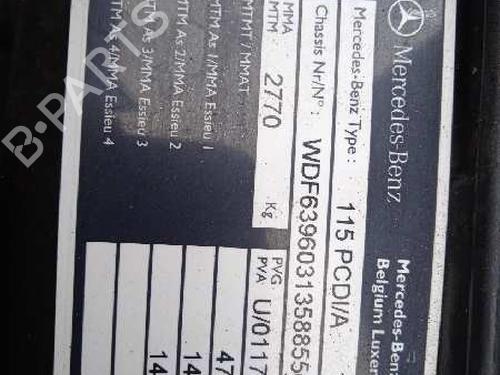 Mercedes-Benz
Mercedes-Benz
Belgium Luxem
Mercedes-Benz Type : 115 PCDI/A
Chassis Nr/N° : WDF6396031358855
MMA
MTM 2770 Kg PVG
PVA U/0117
MTMT / MMAT
MTM As 1/MMA Essieu 1 47
MTM As 2/MMA Essieu 2 14
MTM As 3/MMA Essieu 3
MTM As 4/MMA Essieu 4 14
B-PARTS